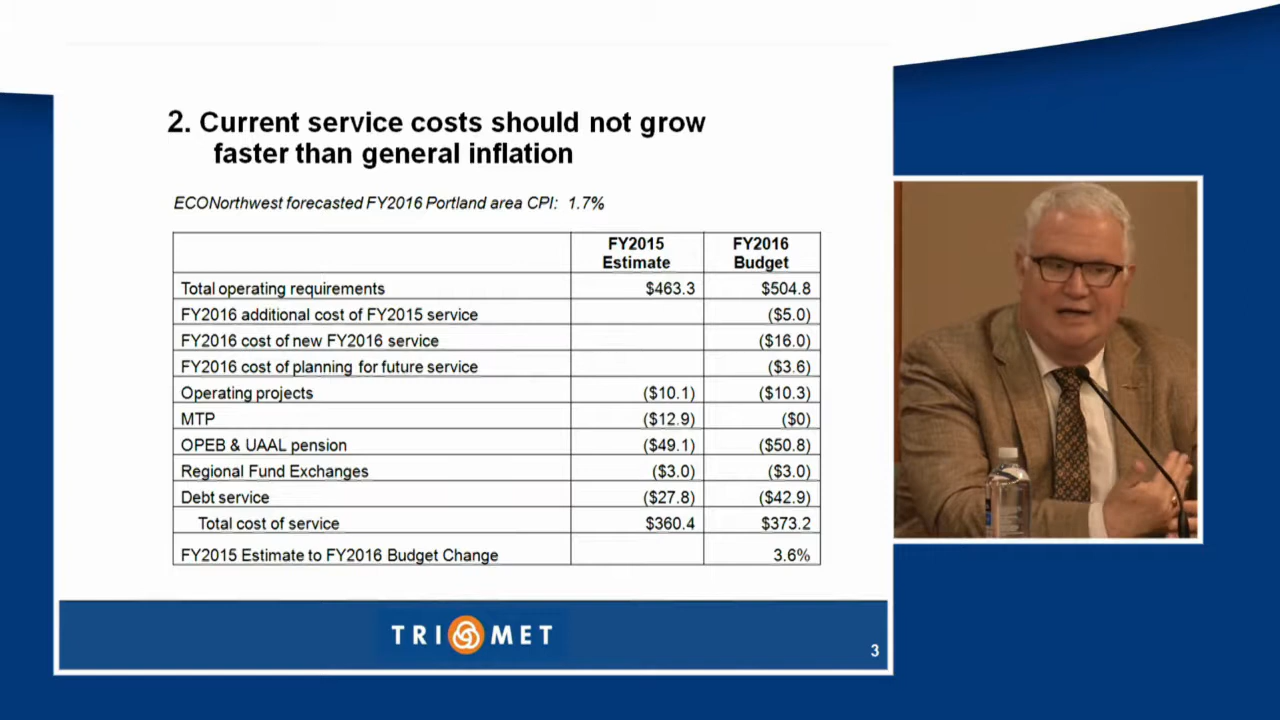 2. Current service costs should not grow
faster than general inflation
ECONorthwest forecasted FY2016 Portland area CPI: 1.7%
FY2015 Estimate FY2016 Budget
Total operating requirements $463.3 $504.8
FY2016 additional cost of FY2015 service ($5.0)
FY2016 cost of new FY2016 service ($16.0)
FY2016 cost of planning for future service ($3.6)
Operating projects ($10.1) ($10.3)
MTP ($12.9) ($0)
OPEB & UAAL pension ($49.1) ($50.8)
Regional Fund Exchanges ($3.0) ($3.0)
Debt service ($27.8) ($42.9)
Total cost of service $360.4 $373.2
FY2015 Estimate to FY2016 Budget Change 3.6%
TRI MET
3